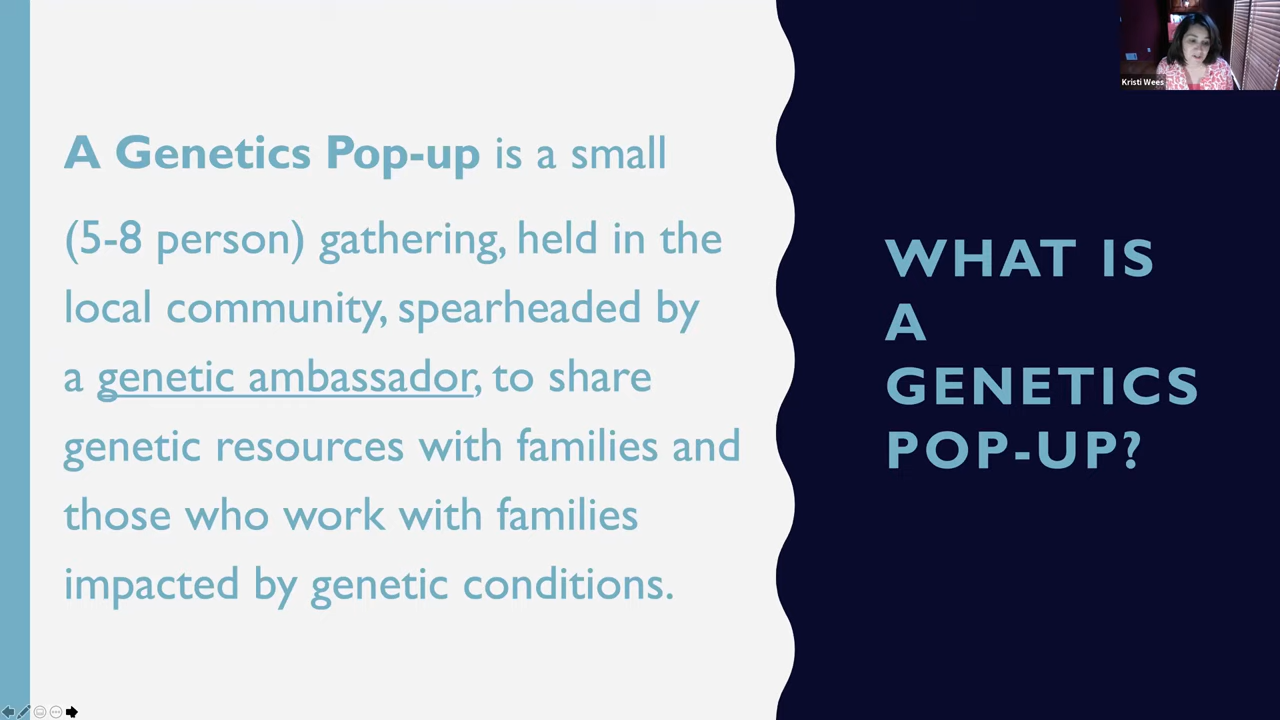 A Genetics Pop-up is a small
(5-8 person) gathering, held in the
local community, spearheaded by
a genetic ambassador, to share
genetic resources with families and
those who work with families
impacted by genetic conditions.
WHAT IS
A
GENETICS
POP-UP?
Kristi Wees